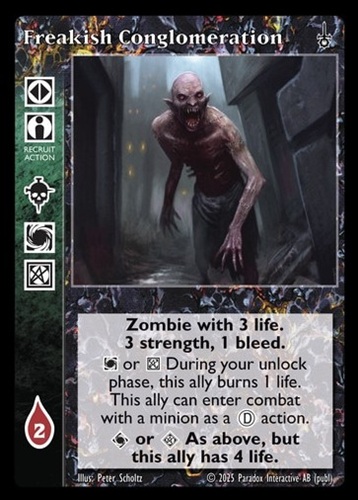 Freakish Conglomeration
RECRUIT
ACTION
2
Zombie with 3 life.
3 strength, 1 bleed.
or During your unlock
phase, this ally burns 1 life.
This ally can enter combat
with a minion as a Ⓓ action.
or As above, but
this ally has 4 life.
Illus: Peter Scholtz © 2025 Paradox Interactive AB (publ)